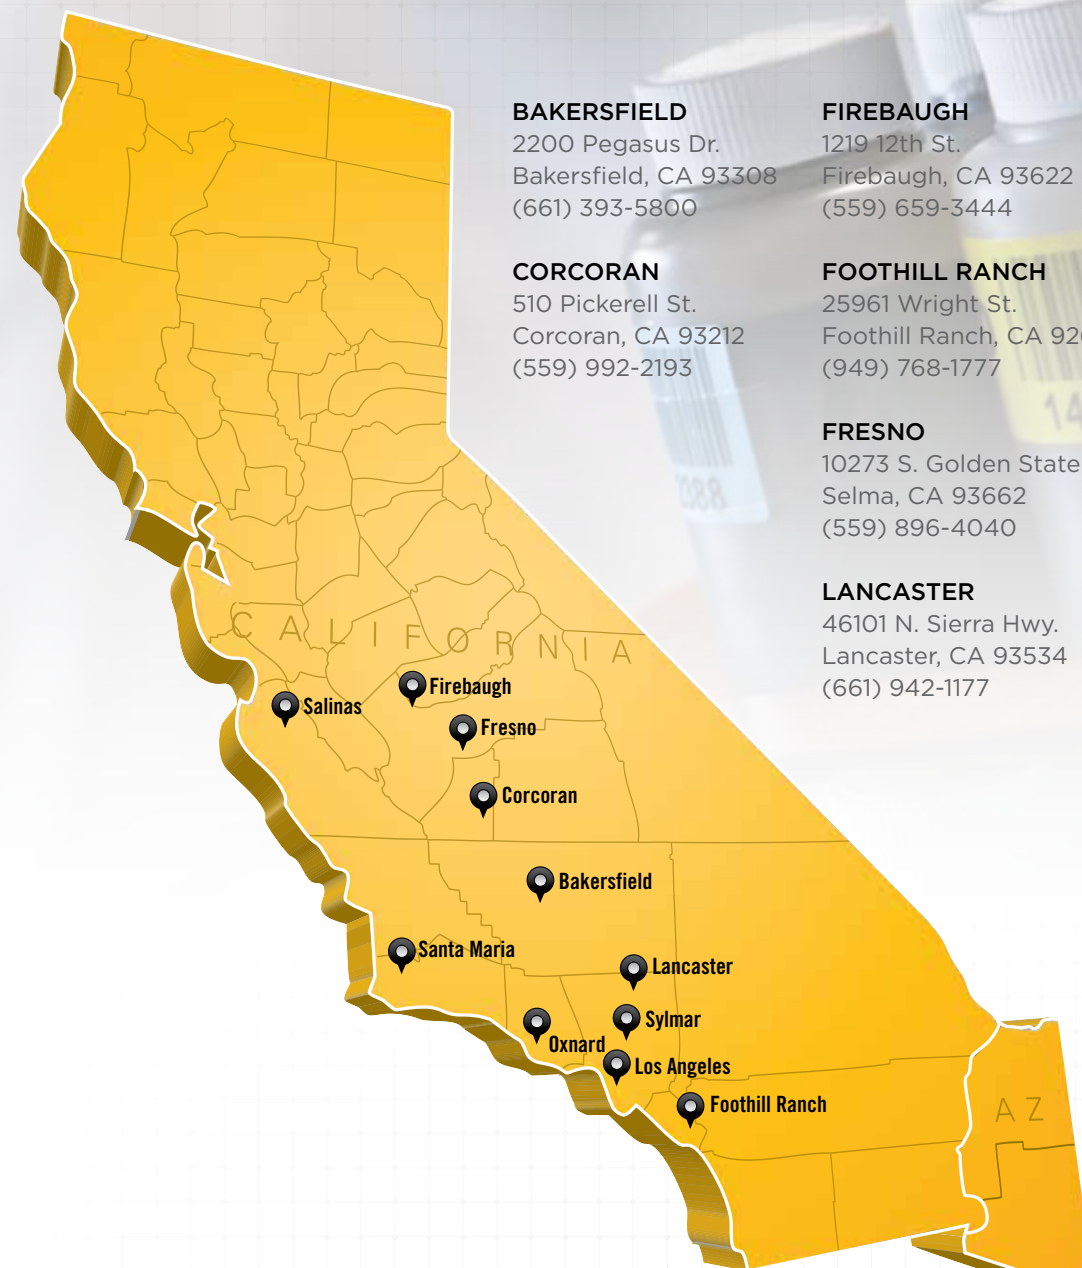 BAKERSFIELD
2200 Pegasus Dr.
Bakersfield, CA 93308
(661) 393-5800
CORCORAN
510 Pickerell St.
Corcoran, CA 93212
(559) 992-2193
FIREBAUGH
1219 12th St.
Firebaugh, CA 93622
(559) 659-3444
FOOTHILL RANCH
25961 Wright St.
Foothill Ranch, CA
(949) 768-1777
FRESNO
10273 S. Golden State
Selma, CA 93662
(559) 896-4040
LANCASTER
46101 N. Sierra Hwy.
Lancaster, CA 93534
(661) 942-1177
CALIFORNIA
Firebaugh
Salinas
Fresno
Corcoran
Bakersfield
Santa Maria
Lancaster
Sylmar
Oxnard
Los Angeles
Foothill Ranch
AZ